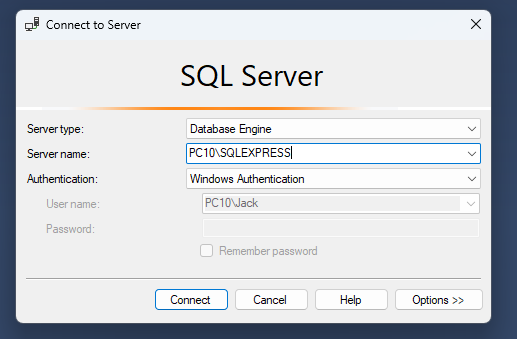 Connect to Server
SQL Server
Server type: Database Engine
Server name: PC10\SQLEXPRESS
Authentication: Windows Authentication
User name: PC10\Jack
Password:
Remember password
Connect Cancel Help Options >>